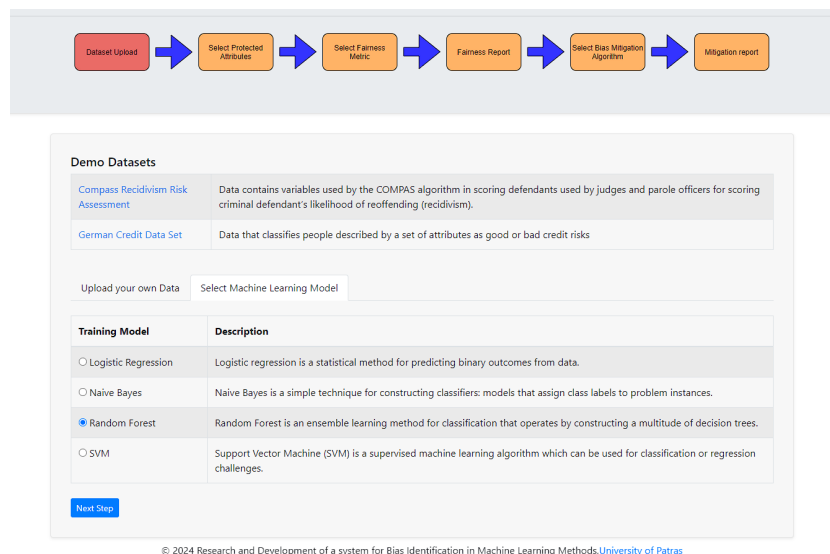 Dataset Upload
Select Protected
Attributes
Select Fairness
Metric
Fairness Report
Select Bias Mitigation
Algorithm
Mitigation report
Demo Datasets
Compass Recidivism Risk
Assessment
Data contains variables used by the COMPAS algorithm in scoring defendants used by judges and parole officers for scoring
criminal defendant's likelihood of reoffending (recidivism).
German Credit Data Set
Data that classifies people described by a set of attributes as good or bad credit risks
Upload your own Data
Select Machine Learning Model
Training Model
Description
Logistic Regression
Logistic regression is a statistical method for predicting binary outcomes from data.
Naive Bayes
Naive Bayes is a simple technique for constructing classifiers: models that assign class labels to problem instances.
Random Forest
Random Forest is an ensemble learning method for classification that operates by constructing a multitude of decision trees.
SVM
Support Vector Machine (SVM) is a supervised machine learning algorithm which can be used for classification or regression
challenges.
Next Step
© 2024 Research and Development of a system for Bias Identification in Machine Learning Methods.University of Patras